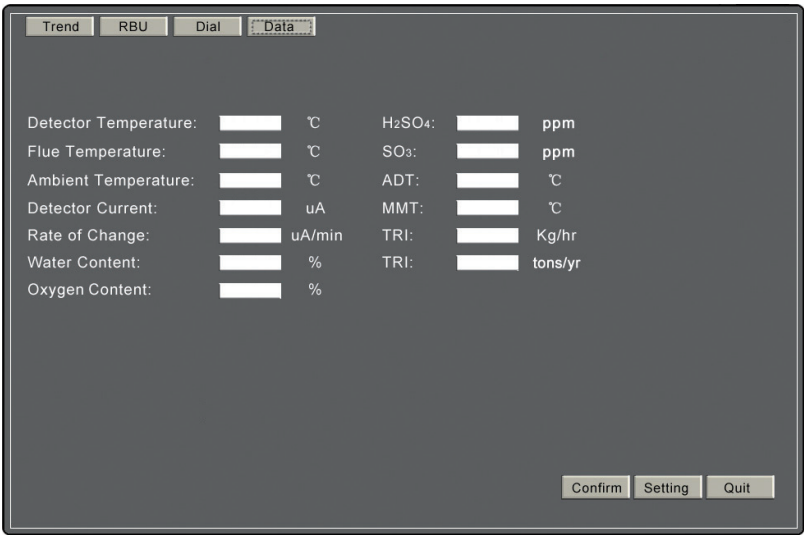 Trend RBU Dial Data
Detector Temperature: ℃ H₂SO₄: ppm
Flue Temperature: ℃ SO₃: ppm
Ambient Temperature: ℃ ADT: ℃
Detector Current: uA MMT: ℃
Rate of Change: uA/min TRI: Kg/hr
Water Content: % TRI: tons/yr
Oxygen Content: %
Confirm Setting Quit